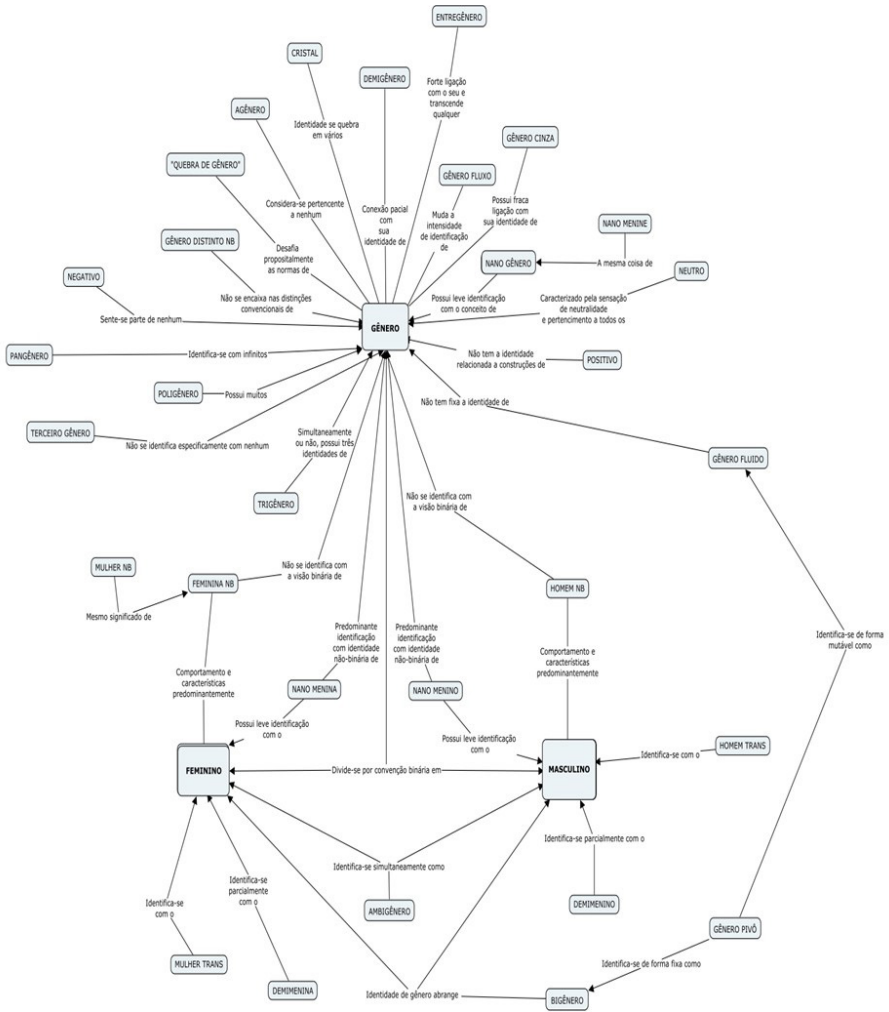 ENTREGÊNERO
CRISTAL
DEMIGÊNERO
Forte ligação
com o seu e
transcende
qualquer
AGÊNERO
Identidade se quebra
em vários
GÊNERO CINZA
"QUEBRA DE GÊNERO"
GÊNERO FLUXO
Considera-se pertencente
a nenhum
Conexão pacial
com
sua
identidade de
Muda a
intensidade
de identificação
de
Possui fraca
ligação com
sua identidade de
NANO MENINE
GÊNERO DISTINTO NB
Desafia
propositalmente
as normas de
NANO GÊNERO
A mesma coisa de
NEUTRO
NEGATIVO
Não se encaixa nas distinções
convencionais de
Possui leve identificação
com o conceito de
Caracterizado pela sensação
de neutralidade
e pertencimento a todos os
Sente-se parte de nenhum
GÊNERO
PANGÊNERO
Identifica-se com infinitos
Não tem a identidade
relacionada a construções de
POSITIVO
POLIGÊNERO
Possui muitos
Não tem fixa a identidade de
TERCEIRO GÊNERO
Não se identifica especificamente com nenhum
Simultaneamente
ou não, possui três
identidades de
GÊNERO FLUIDO
TRIGÊNERO
Não se identifica com
a visão binária de
MULHER NB
FEMININA NB
Não se identifica com
a visão binária de
HOMEM NB
Mesmo significado de
Predominante
identificação
com identidade
não-binária de
Predominante
identificação
com identidade
não-binária de
Identifica-se de forma
mutável como
Comportamento e
características
predominantemente
Comportamento e
características
predominantemente
NANO MENINA
NANO MENINO
Possui leve identificação
com o
Possui leve identificação
com o
HOMEM TRANS
Identifica-se com o
FEMININO
Divide-se por convenção binária em
MASCULINO
Identifica-se parcialmente com o
Identifica-se simultaneamente como
Identifica-se
parcialmente
com o
Identifica-se
com o
AMBIGÊNERO
DEMIMENINO
GÊNERO PIVÔ
MULHER TRANS
Identifica-se de forma fixa como
DEMIMENINA
Identidade de gênero abrange
BIGÊNERO